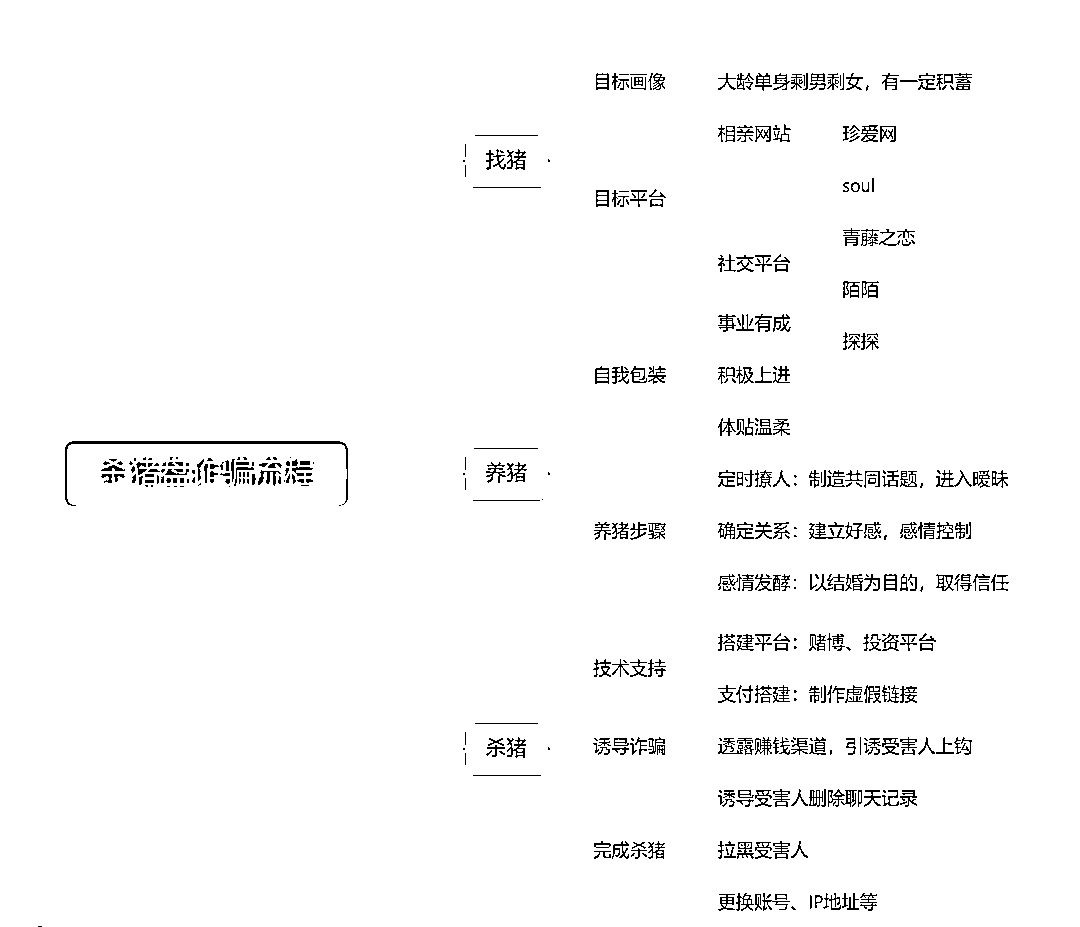 杀猪盘诈骗流程
找猪
目标画像
大龄单身剩男剩女，有一定积蓄
目标平台
相亲网站
珍爱网
soul
青藤之恋
社交平台
陌陌
探探
养猪
自我包装
事业有成
积极上进
体贴温柔
养猪步骤
定时撩人：制造共同话题，进入暧昧
确定关系：建立好感，感情控制
感情发酵：以结婚为目的，取得信任
杀猪
技术支持
搭建平台：赌博、投资平台
支付搭建：制作虚假链接
诱导诈骗
透露赚钱渠道，引诱受害人上钩
完成杀猪
诱导受害人删除聊天记录
拉黑受害人
更换账号、IP地址等